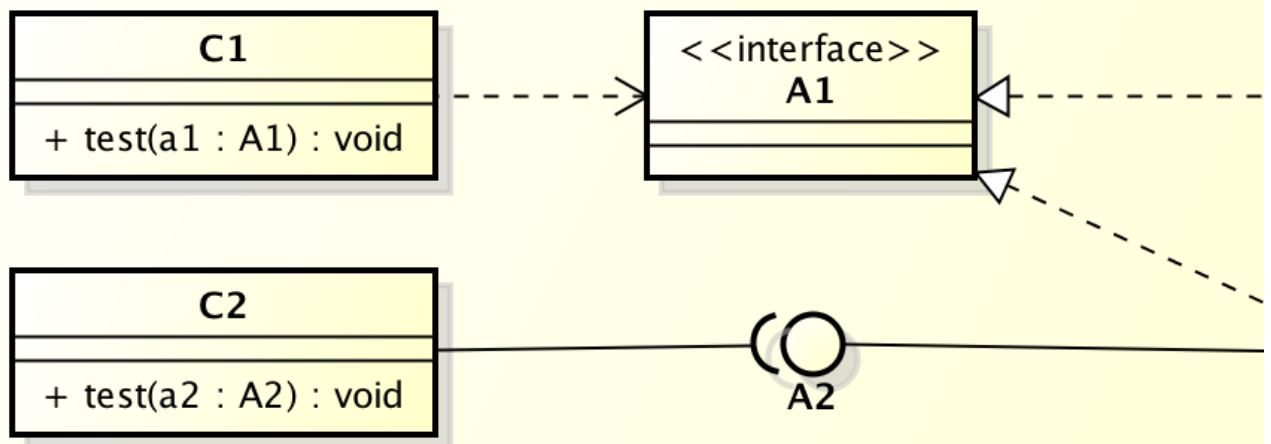 C1
+ test(a1 : A1) : void
<<interface>>
A1
C2
+ test(a2 : A2) : void
A2